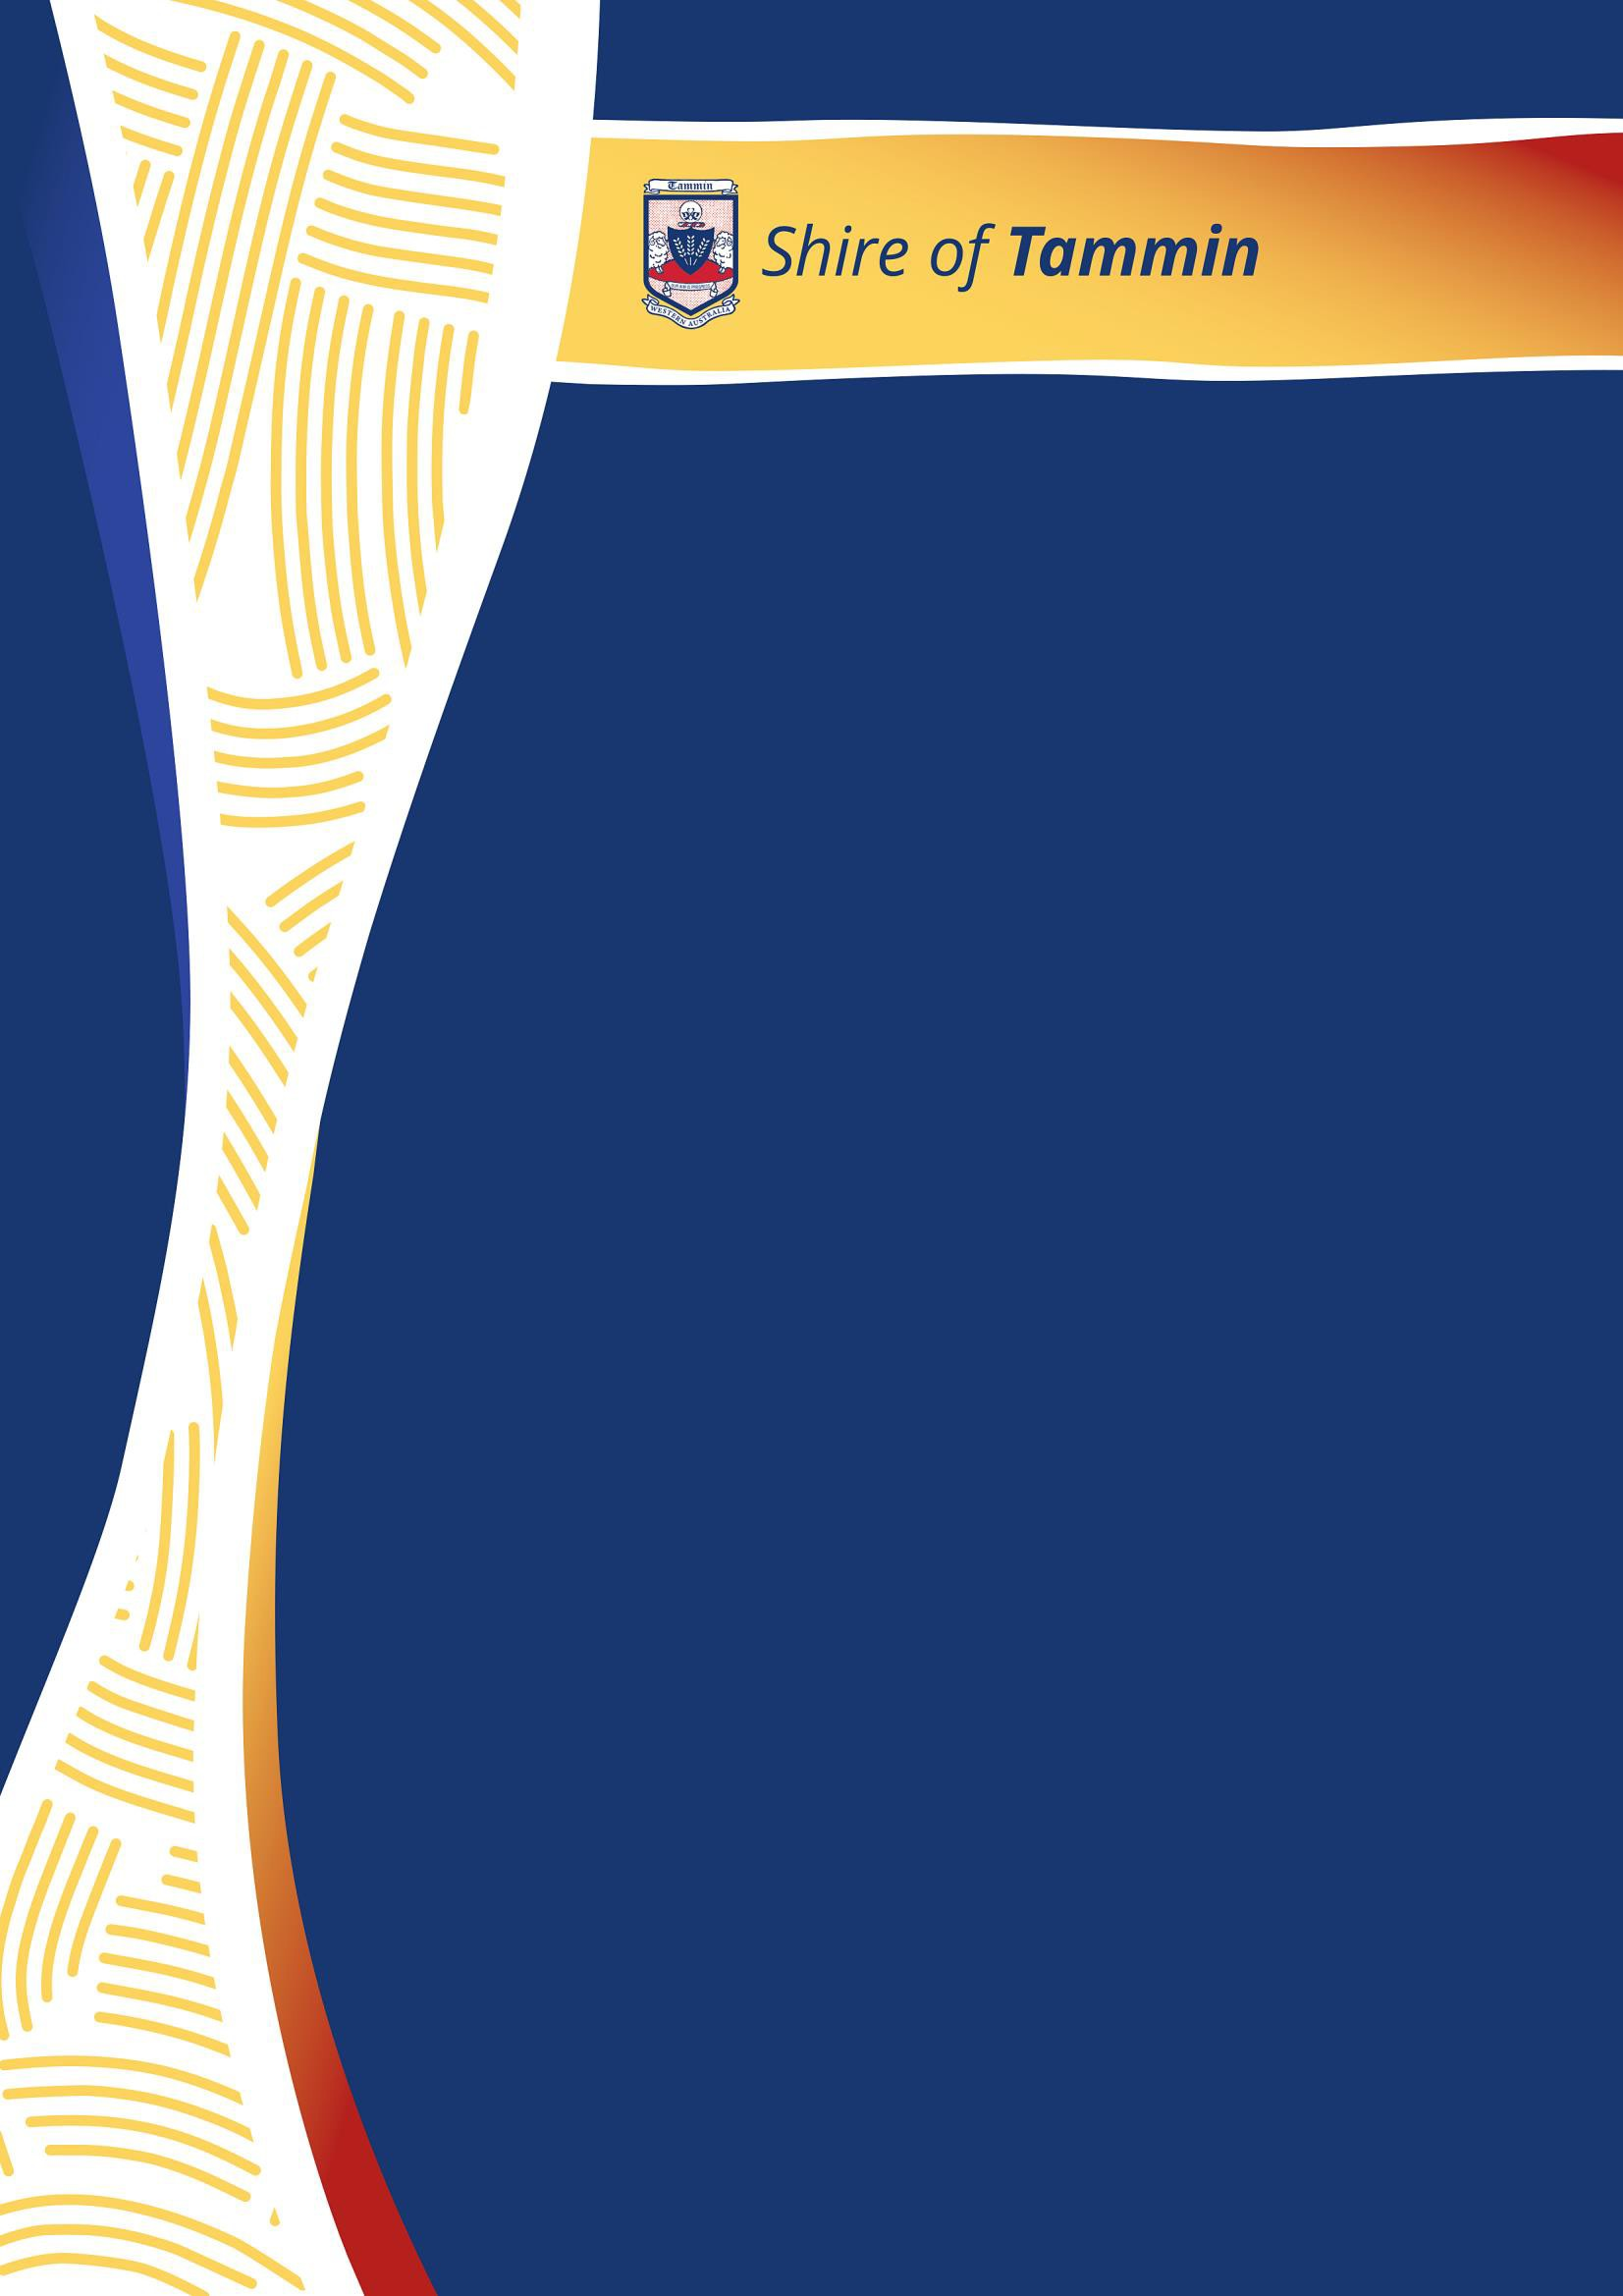 Tammin
WESTERN AUSTRALIA
Shire of Tammin